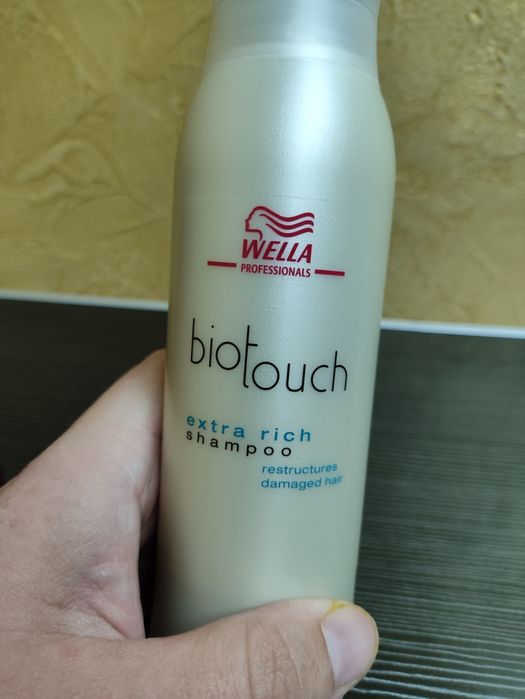 WELLA
PROFESSIONALS
biotouch
extra rich
shampoo
restructures
damaged hair